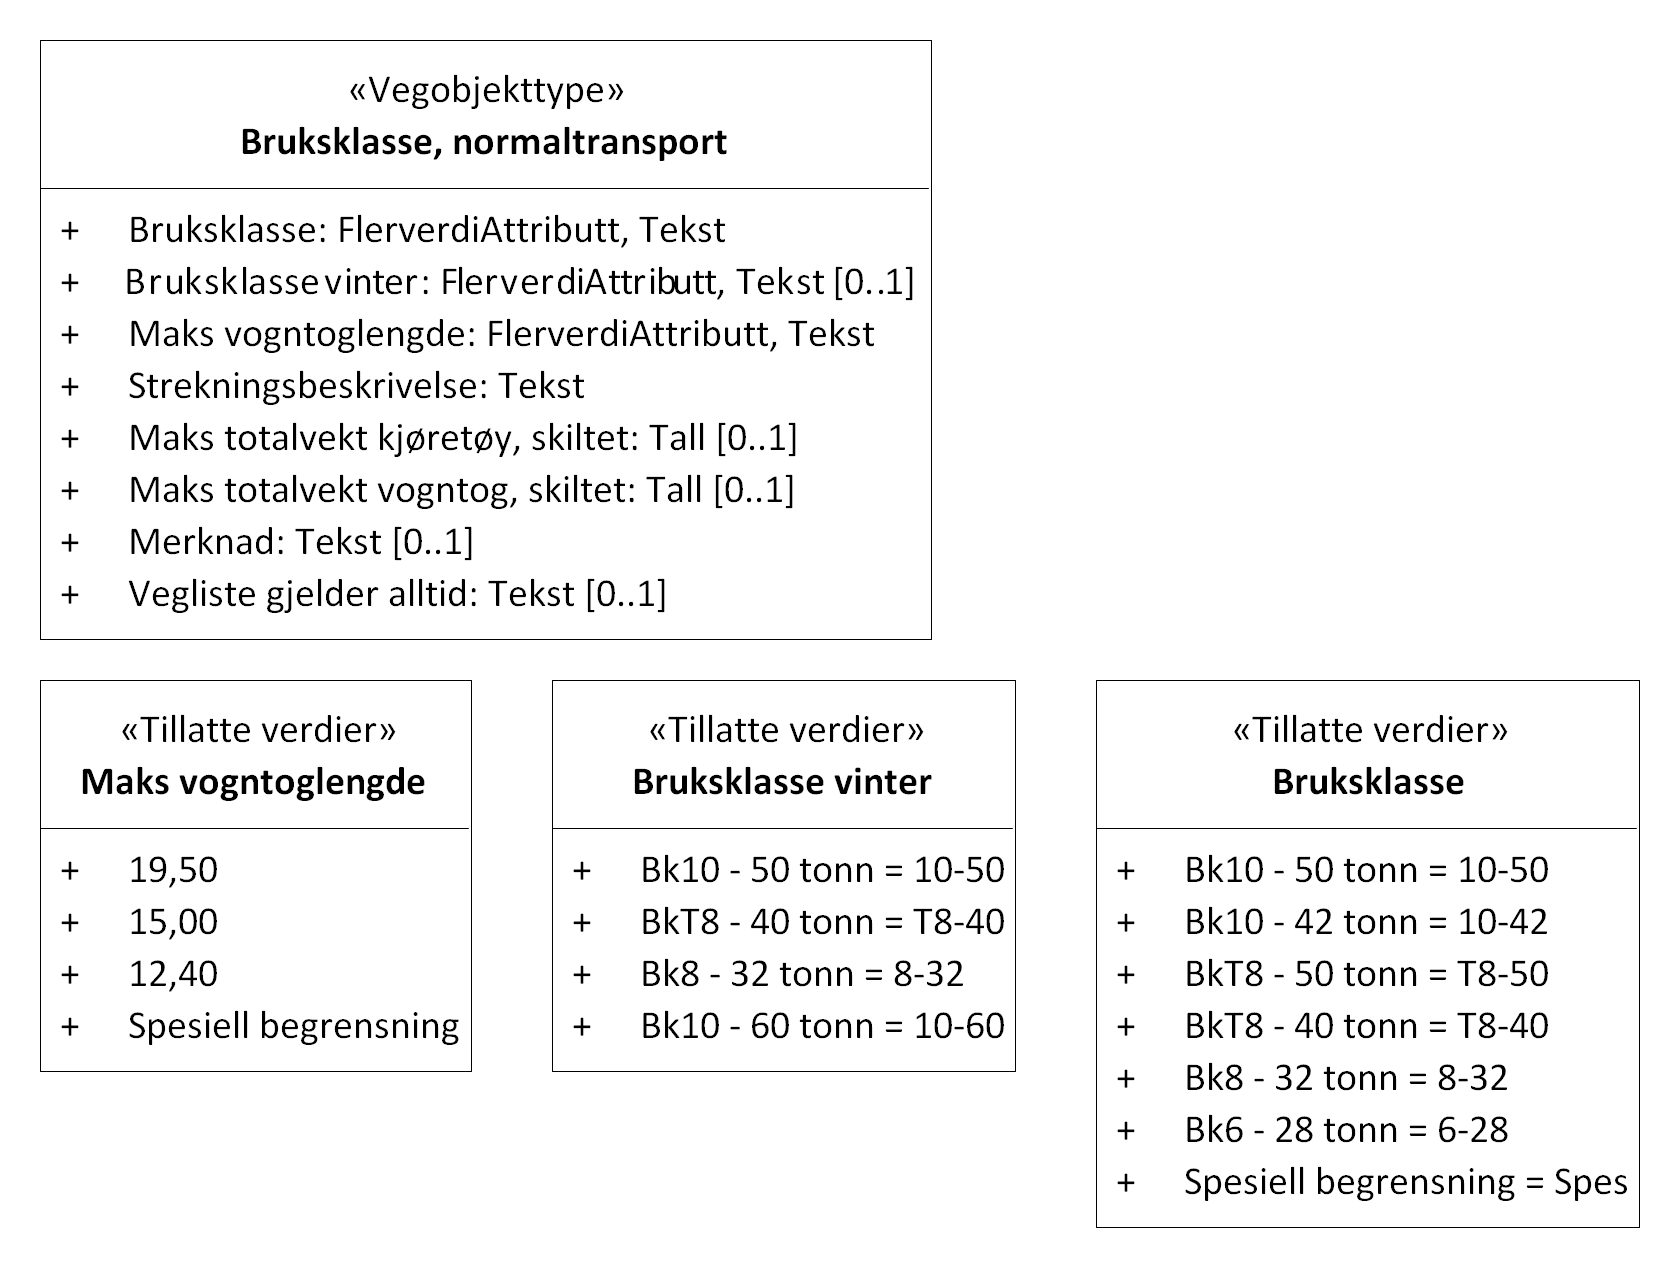 «Vegobjekttype»
Bruksklasse, normaltransport
+ Bruksklasse: FlerverdiAttributt, Tekst
+ Bruksklasse vinter: FlerverdiAttributt, Tekst [0..1]
+ Maks vogntoglengde: FlerverdiAttributt, Tekst
+ Strekningsbeskrivelse: Tekst
+ Maks totalvekt kjøretøy, skiltet: Tall [0..1]
+ Maks totalvekt vogntog, skiltet: Tall [0..1]
+ Merknad: Tekst [0..1]
+ Vegliste gjelder alltid: Tekst [0..1]
«Tillatte verdier»
Maks vogntoglengde
+ 19,50
+ 15,00
+ 12,40
+ Spesiell begrensning
«Tillatte verdier»
Bruksklasse vinter
+ Bk10 - 50 tonn = 10-50
+ BkT8 - 40 tonn = T8-40
+ Bk8 - 32 tonn = 8-32
+ Bk10 - 60 tonn = 10-60
«Tillatte verdier»
Bruksklasse
+ Bk10 - 50 tonn = 10-50
+ Bk10 - 42 tonn = 10-42
+ BkT8 - 50 tonn = T8-50
+ BkT8 - 40 tonn = T8-40
+ Bk8 - 32 tonn = 8-32
+ Bk6 - 28 tonn = 6-28
+ Spesiell begrensning = Spes